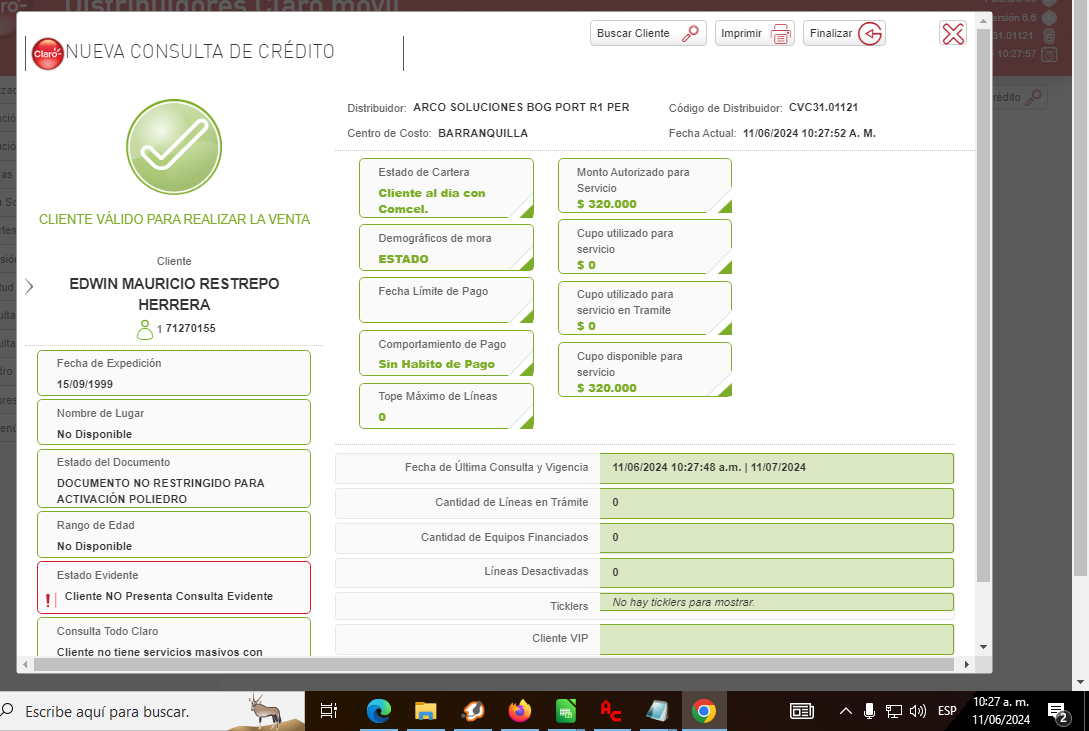 Distribuidores Claro móvil
Versión 6.6
31.01121
10:27:57
Claro
NUEVA CONSULTA DE CRÉDITO
Buscar Cliente
Imprimir
Finalizar
Distribuidor: ARCO SOLUCIONES BOG PORT R1 PER
Código de Distribuidor: CVC31.01121
Centro de Costo: BARRANQUILLA
Fecha Actual: 11/06/2024 10:27:52 A. M.
CLIENTE VÁLIDO PARA REALIZAR LA VENTA
Cliente
EDWIN MAURICIO RESTREPO
HERRERA
1 71270155
Fecha de Expedición
15/09/1999
Nombre de Lugar
No Disponible
Estado del Documento
DOCUMENTO NO RESTRINGIDO PARA
ACTIVACIÓN POLIEDRO
Rango de Edad
No Disponible
Estado Evidente
Cliente NO Presenta Consulta Evidente
Consulta Todo Claro
Cliente no tiene servicios masivos con
Estado de Cartera
Cliente al dia con
Comcel.
Demográficos de mora
ESTADO
Fecha Límite de Pago
Comportamiento de Pago
Sin Habito de Pago
Tope Máximo de Líneas
0
Monto Autorizado para
Servicio
$ 320.000
Cupo utilizado para
servicio
$ 0
Cupo utilizado para
servicio en Tramite
$ 0
Cupo disponible para
servicio
$ 320.000
Fecha de Última Consulta y Vigencia 11/06/2024 10:27:48 a.m. | 11/07/2024
Cantidad de Líneas en Trámite 0
Cantidad de Equipos Financiados 0
Líneas Desactivadas 0
Ticklers No hay ticklers para mostrar.
Cliente VIP
Escribe aquí para buscar.
ESP
10:27 a. m.
11/06/2024
2